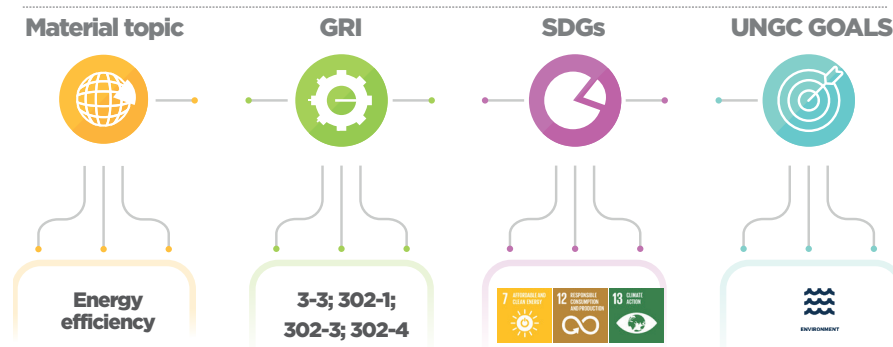 Material topic
GRI
SDGs
UNGC GOALS
Energy
efficiency
3-3; 302-1;
302-3; 302-4
7 AFFORDABLE AND
CLEAN ENERGY
12 RESPONSIBLE
CONSUMPTION
AND PRODUCTION
13 CLIMATE
ACTION
ENVIRONMENT